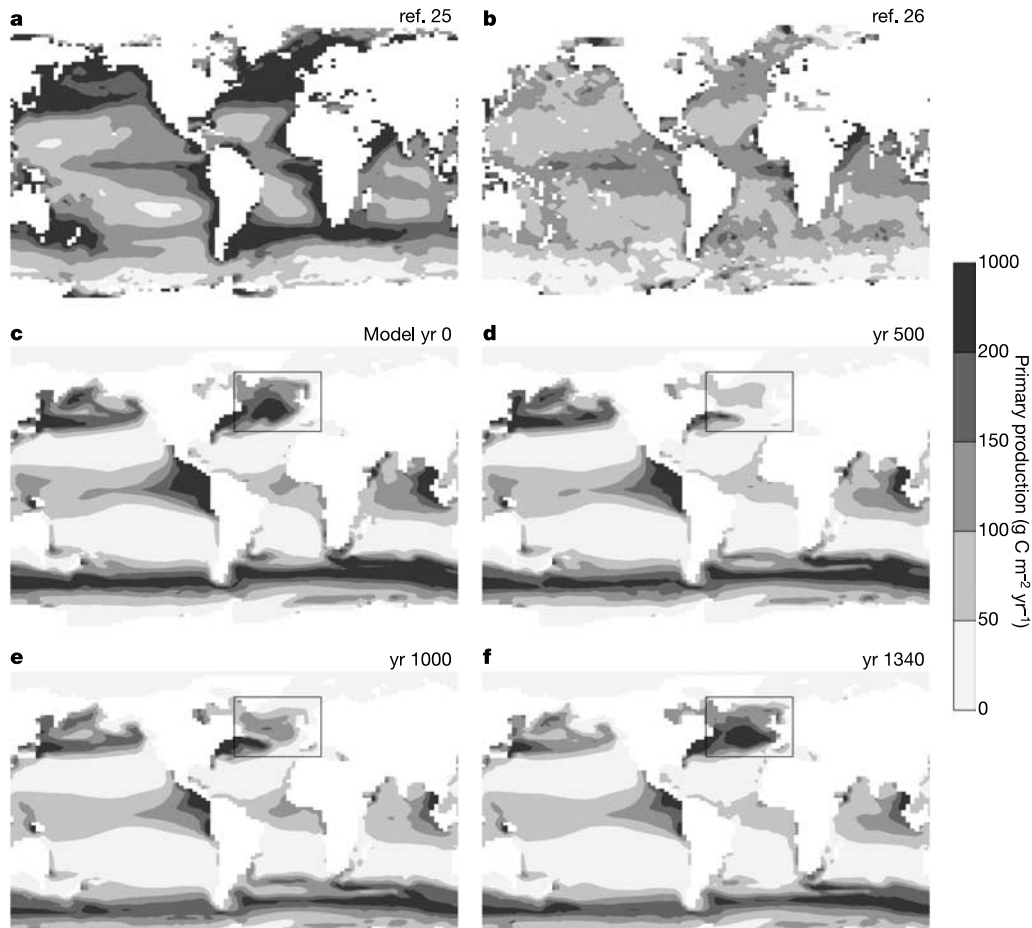 a
ref. 25
b
ref. 26
c
Model yr 0
d
yr 500
e
yr 1000
f
yr 1340
1000
200
150
100
50
0
Primary production (g C m⁻² yr⁻¹)